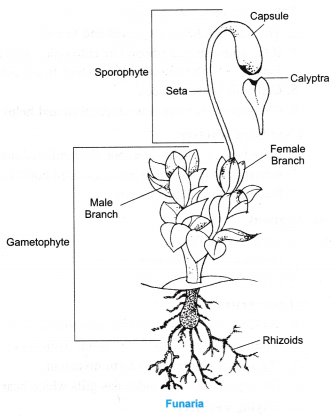 Capsule
Sporophyte
Calyptra
Seta
Female
Branch
Male
Branch
Gametophyte
Rhizoids
Funaria